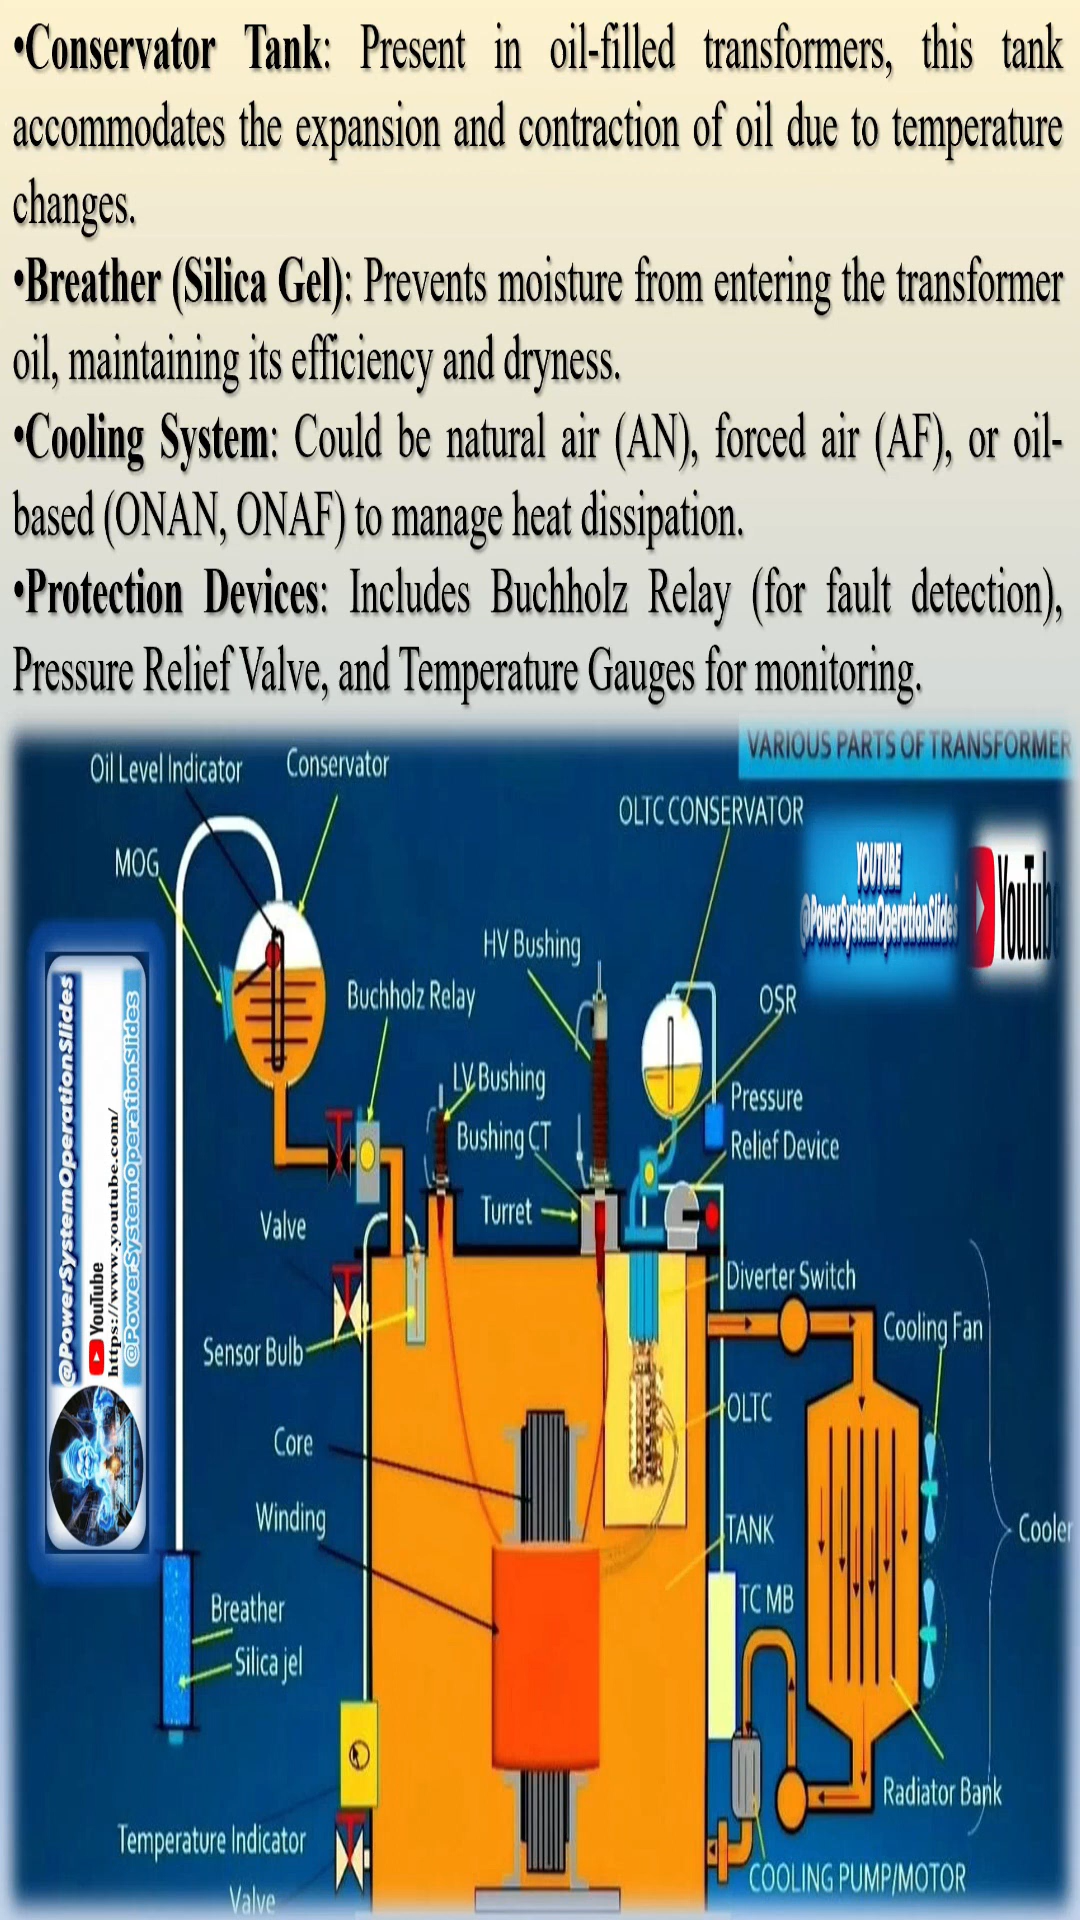 •Conservator Tank: Present in oil-filled transformers, this tank
accommodates the expansion and contraction of oil due to temperature
changes.
•Breather (Silica Gel): Prevents moisture from entering the transformer
oil, maintaining its efficiency and dryness.
•Cooling System: Could be natural air (AN), forced air (AF), or oil-
based (ONAN, ONAF) to manage heat dissipation.
•Protection Devices: Includes Buchholz Relay (for fault detection),
Pressure Relief Valve, and Temperature Gauges for monitoring.
VARIOUS PARTS OF TRANSFORMER
Oil Level Indicator
Conservator
OLTC CONSERVATOR
MOG
YOUTUBE
@PowerSystemOperationSlides
YouTube
HV Bushing
Buchholz Relay
OSR
LV Bushing
Pressure
Relief Device
Bushing CT
Turret
Valve
@PowerSystemOperationSlides
YouTube
https://www.youtube.com/
@PowerSystemOperationSlides
Diverter Switch
Cooling Fan
Sensor Bulb
OLTC
Core
Winding
TANK
Cooler
TC MB
Breather
Silica jel
Radiator Bank
Temperature Indicator
COOLING PUMP/MOTOR
Valve